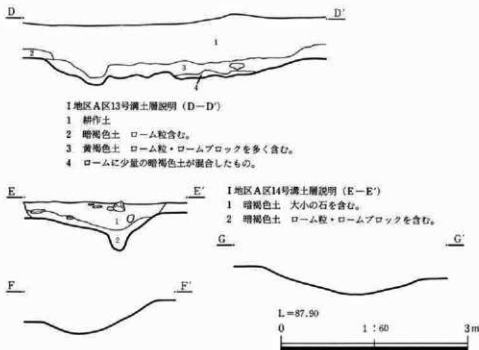 D D′
1
2
3
4
I地区A区13号溝土層説明(D―D′)
1 耕作土
2 暗褐色土 ローム粒含む。
3 黄褐色土 ローム粒・ロームブロックを多く含む。
4 ロームに少量の暗褐色土が混合したもの。
E E′
1
2
I地区A区14号溝土層説明(E―E′)
1 暗褐色土 大小の石を含む。
2 暗褐色土 ローム粒・ロームブロックを含む。
G G′
F F′
L=87.90
0 1:60 3m